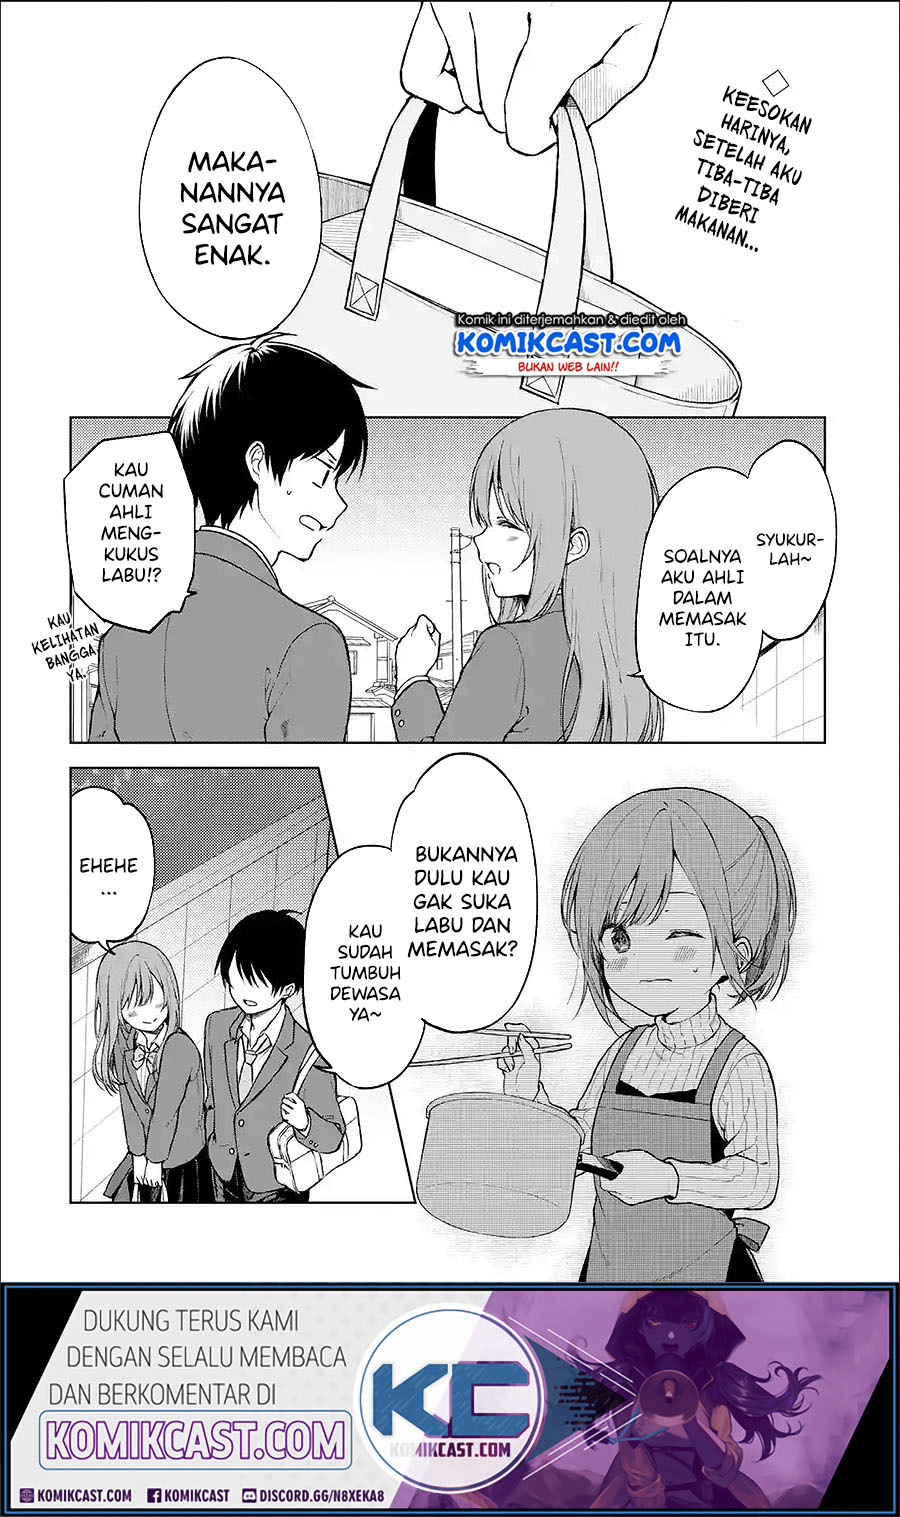 KEESOKAN
HARINYA,
SETELAH AKU
TIBA-TIBA
DIBERI
MAKANAN...
MAKA-
NANNYA
SANGAT
ENAK.
Komik ini diterjemahkan & diedit oleh
KOMIKCAST.COM
BUKAN WEB LAIN!!
SYUKUR-
LAH~
SOALNYA
AKU AHLI
DALAM
MEMASAK
ITU.
KAU
CUMAN
AHLI
MENG-
KUKUS
LABU!?
KAU
KELIHATAN
BANGGA
YA.
BUKANNYA
DULU KAU
GAK SUKA
LABU DAN
MEMASAK?
KAU
SUDAH
TUMBUH
DEWASA
YA~
EHEHE
...
DUKUNG TERUS KAMI
DENGAN SELALU MEMBACA
DAN BERKOMENTAR DI
KOMIKCAST.COM
KC
KOMIKCAST.COM
KOMIKCAST.COM KOMIKCAST DISCORD.GG/N8XEKA8